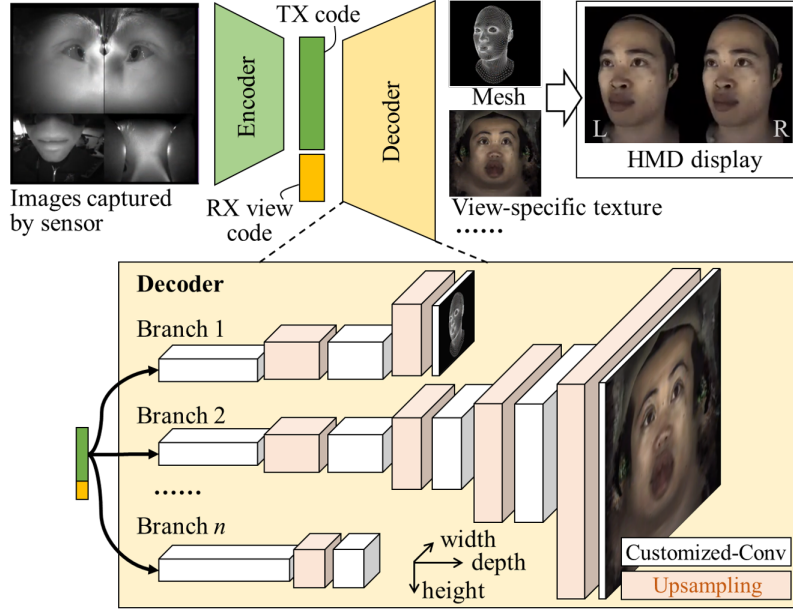 TX code
Encoder
Decoder
Mesh
L
R
HMD display
Images captured
by sensor
RX view
code
View-specific texture
......
Decoder
Branch 1
Branch 2
......
Branch n
width
depth
height
Customized-Conv
Upsampling